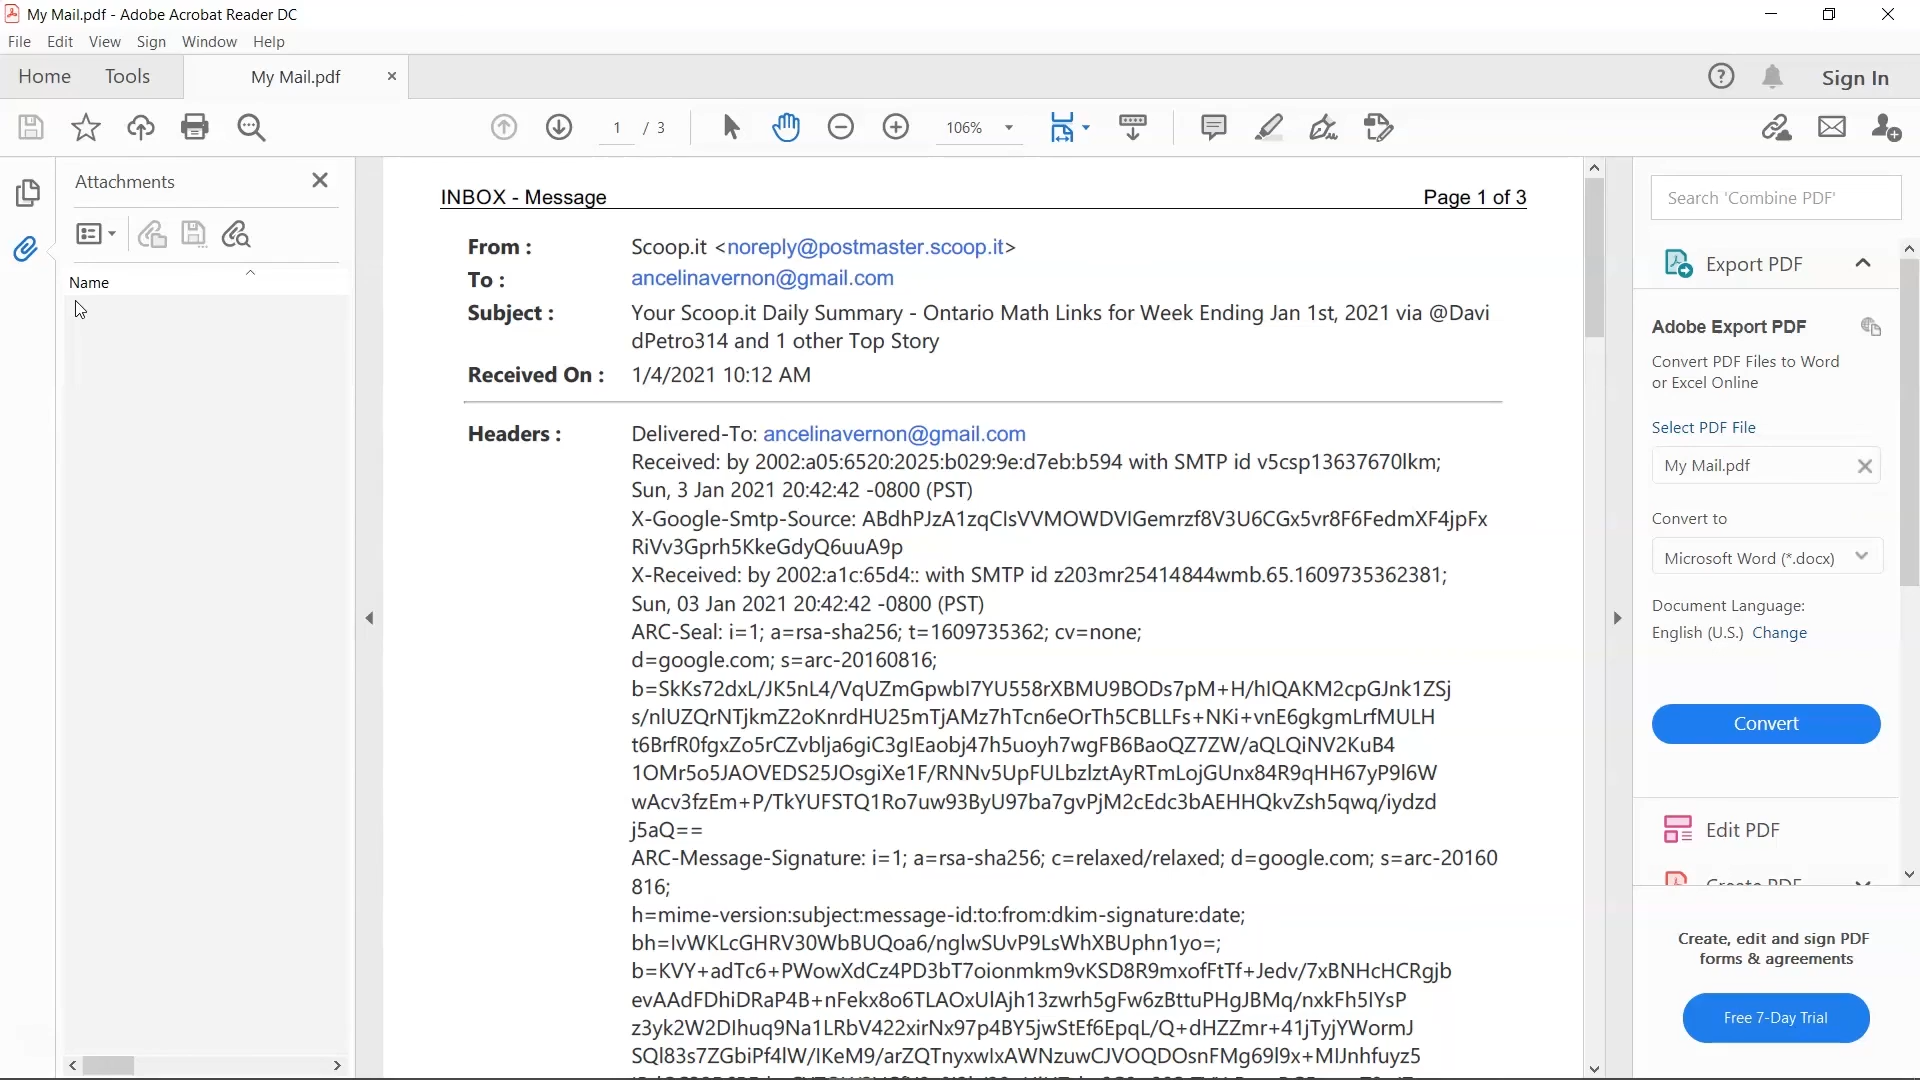 My Mail.pdf - Adobe Acrobat Reader DC
File Edit View Sign Window Help
Home Tools My Mail.pdf Sign In
1 / 3 106%
Attachments
Name
INBOX - Message Page 1 of 3
From : Scoop.it <noreply@postmaster.scoop.it>
To : ancelinavernon@gmail.com
Subject : Your Scoop.it Daily Summary - Ontario Math Links for Week Ending Jan 1st, 2021 via @Davi
dPetro314 and 1 other Top Story
Received On : 1/4/2021 10:12 AM
Headers : Delivered-To: ancelinavernon@gmail.com
Received: by 2002:a05:6520:2025:b029:9e:d7eb:b594 with SMTP id v5csp13637670lkm;
Sun, 3 Jan 2021 20:42:42 -0800 (PST)
X-Google-Smtp-Source: ABdhPJzA1zqCIsVVMOWDVIGemrzf8V3U6CGx5vr8F6FedmXF4jpFx
RiVv3Gprh5KkeGdyQ6uuA9p
X-Received: by 2002:a1c:65d4:: with SMTP id z203mr25414844wmb.65.1609735362381;
Sun, 03 Jan 2021 20:42:42 -0800 (PST)
ARC-Seal: i=1; a=rsa-sha256; t=1609735362; cv=none;
d=google.com; s=arc-20160816;
b=SkKs72dxL/JK5nL4/VqUZmGpwbI7YU558rXBMU9BODs7pM+H/hIQAKM2cpGJnk1ZSj
s/nlUZQrNTjkmZ2oKnrdHU25mTjAMz7hTcn6eOrTh5CBLLFs+NKi+vnE6gkgmLrfMULH
t6BrfR0fgxZo5rCZvblja6giC3gIEaobj47h5uoyh7wgFB6BaoQZ7ZW/aQLQiNV2KuB4
1OMr5o5JAOVEDS25JOsgiXe1F/RNNv5UpFULbzlztAyRTmLojGUnx84R9qHH67yP9l6W
wAcv3fzEm+P/TkYUFSTQ1Ro7uw93ByU97ba7gvPjM2cEdc3bAEHHQkvZsh5qwq/iydzd
j5aQ==
ARC-Message-Signature: i=1; a=rsa-sha256; c=relaxed/relaxed; d=google.com; s=arc-20160
816;
h=mime-version:subject:message-id:to:from:dkim-signature:date;
bh=IvWKLcGHRV30WbBUQoa6/nglwSUvP9LsWhXBUphn1yo=;
b=KVY+adTc6+PWowXdCz4PD3bT7oionmkm9vKSD8R9mxofFtTf+Jedv/7xBNHcHCRgjb
evAAdFDhiDRaP4B+nFekx8o6TLAOxUlAjh13zwrh5gFw6zBttuPHgJBMq/nxkFh5IYsP
z3yk2W2DIhuq9Na1LRbV422xirNx97p4BY5jwStEf6EpqL/Q+dHZZmr+41jTyjYWormJ
SQl83s7ZGbiPf4lW/IKeM9/arZQTnyxwlxAWNzuwCJVOQDOsnFMg69l9x+MIJnhfuyz5
Search 'Combine PDF'
Export PDF
Adobe Export PDF
Convert PDF Files to Word
or Excel Online
Select PDF File
My Mail.pdf
Convert to
Microsoft Word (*.docx)
Document Language:
English (U.S.) Change
Convert
Edit PDF
Create PDF
Create, edit and sign PDF
forms & agreements
Free 7-Day Trial